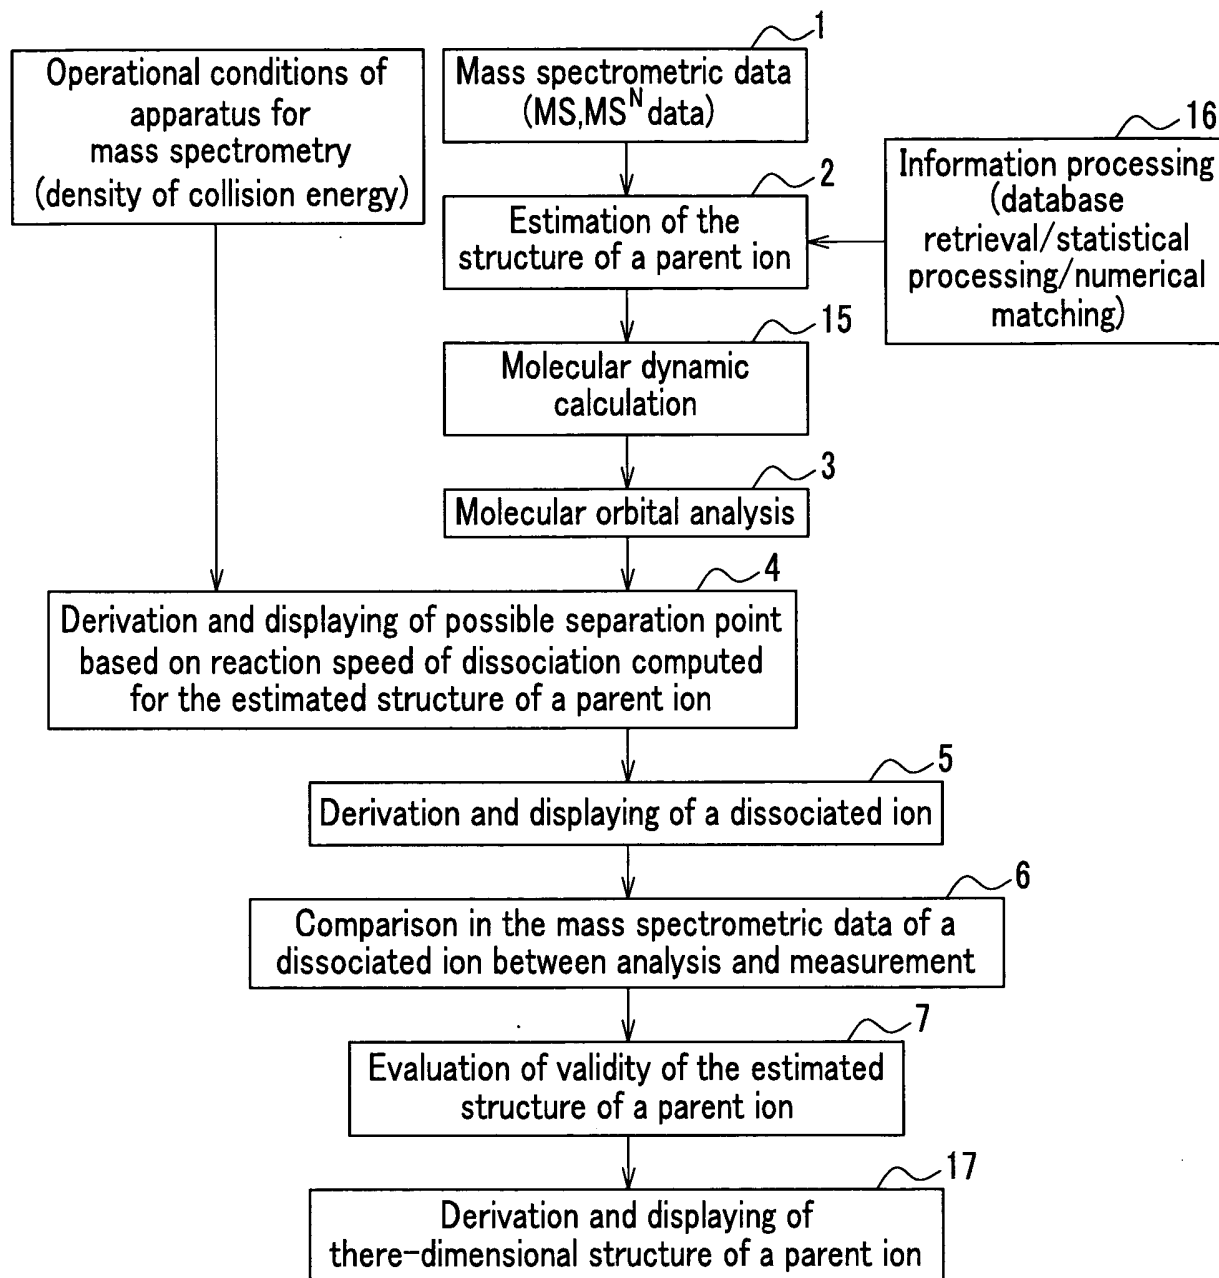 Operational conditions of
apparatus for
mass spectrometry
(density of collision energy)
1
Mass spectrometric data
(MS,MS^N data)
16
Information processing
(database
retrieval/statistical
processing/numerical
matching)
2
Estimation of the
structure of a parent ion
15
Molecular dynamic
calculation
3
Molecular orbital analysis
4
Derivation and displaying of possible separation point
based on reaction speed of dissociation computed
for the estimated structure of a parent ion
5
Derivation and displaying of a dissociated ion
6
Comparison in the mass spectrometric data of a
dissociated ion between analysis and measurement
7
Evaluation of validity of the estimated
structure of a parent ion
17
Derivation and displaying of
there-dimensional structure of a parent ion